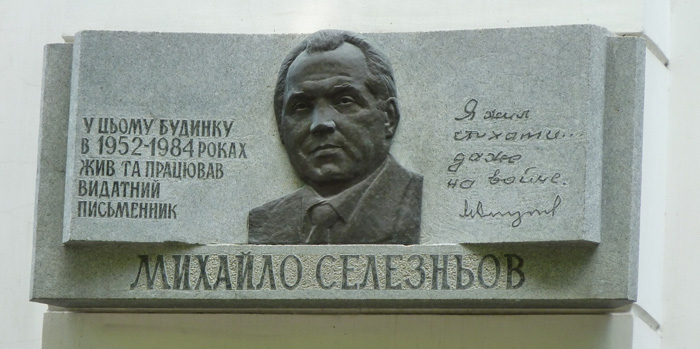 У ЦЬОМУ БУДИНКУ
В 1952-1984 РОКАХ
ЖИВ ТА ПРАЦЮВАВ
ВИДАТНИЙ
ПИСЬМЕННИК
Я жил
стихами...
даже
на войне.
МИХАЙЛО СЕЛЕЗНЬОВ